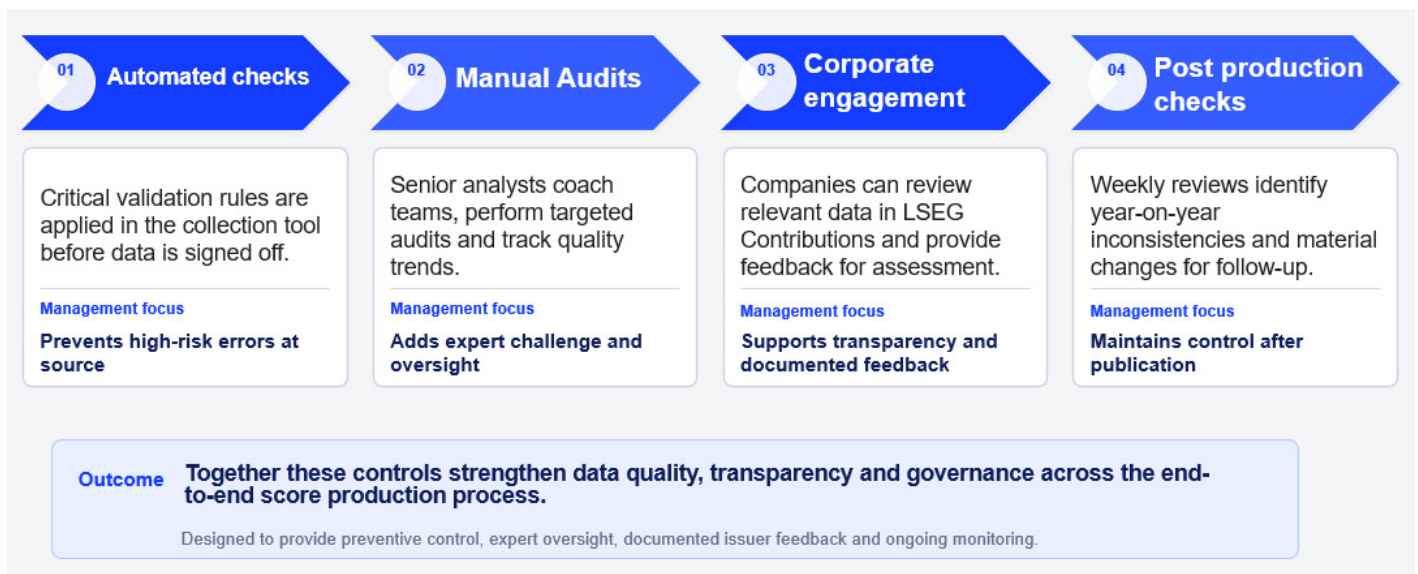 01
Automated checks
02
Manual Audits
03
Corporate
engagement
04
Post production
checks
Critical validation rules are
applied in the collection tool
before data is signed off.
Management focus
Prevents high-risk errors at
source
Senior analysts coach
teams, perform targeted
audits and track quality
trends.
Management focus
Adds expert challenge and
oversight
Companies can review
relevant data in LSEG
Contributions and provide
feedback for assessment.
Management focus
Supports transparency and
documented feedback
Weekly reviews identify
year-on-year
inconsistencies and material
changes for follow-up.
Management focus
Maintains control after
publication
Outcome
Together these controls strengthen data quality, transparency and governance across the end-
to-end score production process.
Designed to provide preventive control, expert oversight, documented issuer feedback and ongoing monitoring.